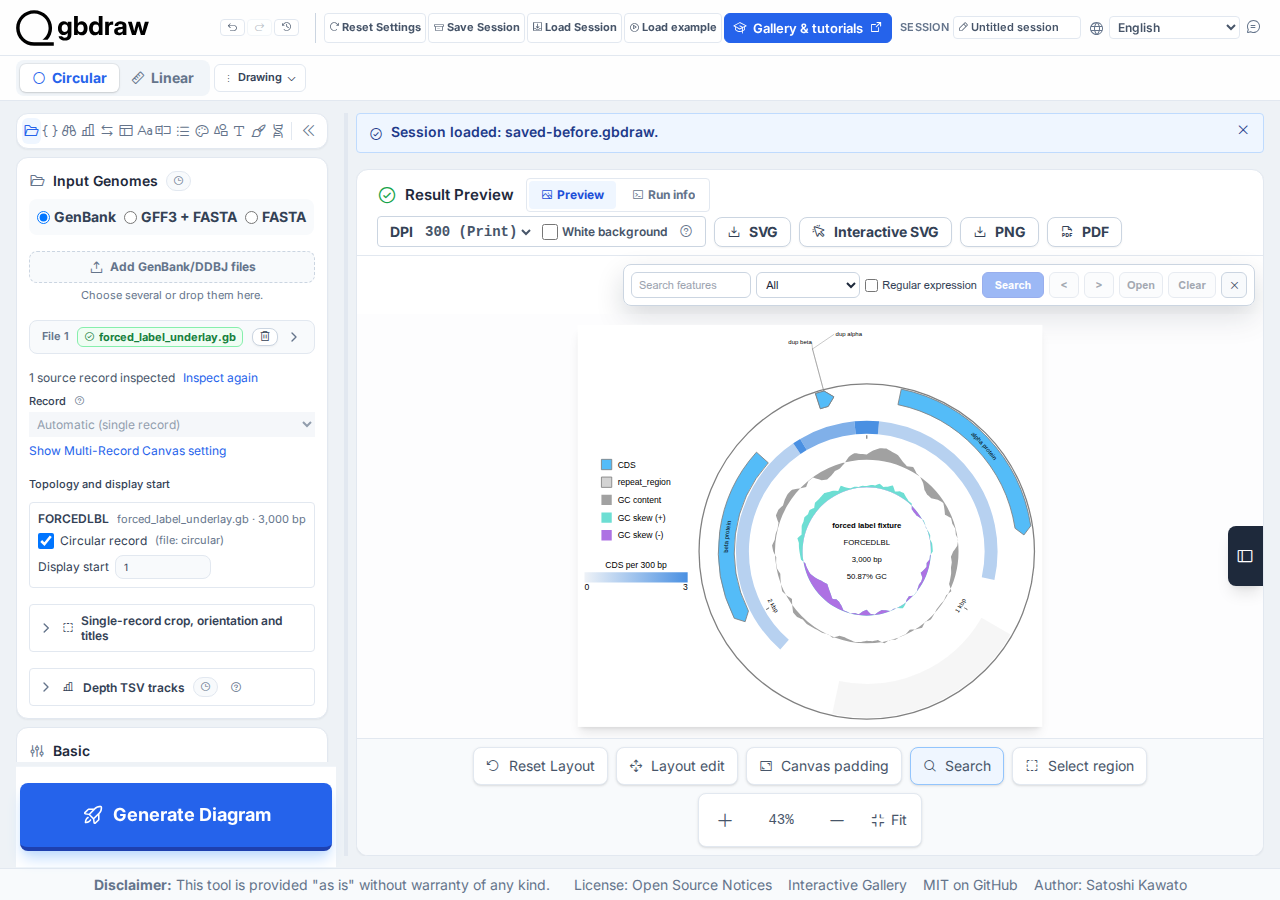 gbdraw
Reset Settings
Save Session
Load Session
Load example
Gallery & tutorials
SESSION
Untitled session
English
Circular
Linear
Drawing
Session loaded: saved-before.gbdraw.
Input Genomes
GenBank
GFF3 + FASTA
FASTA
Add GenBank/DDBJ files
Choose several or drop them here.
File 1
forced_label_underlay.gb
1 source record inspected Inspect again
Record
Automatic (single record)
Show Multi-Record Canvas setting
Topology and display start
FORCEDLBL forced_label_underlay.gb · 3,000 bp
Circular record (file: circular)
Display start 1
Single-record crop, orientation and
titles
Depth TSV tracks
Basic
Generate Diagram
Result Preview
Preview
Run info
DPI 300 (Print)
White background
SVG
Interactive SVG
PNG
PDF
Search features
All
Regular expression
Search
<
>
Open
Clear
dup alpha
dup beta
alpha protein
beta protein
CDS
repeat_region
GC content
GC skew (+)
GC skew (-)
CDS per 300 bp
0 3
forced label fixture
FORCEDLBL
3,000 bp
50.87% GC
2 kbp
1 kbp
Reset Layout
Layout edit
Canvas padding
Search
Select region
43%
Fit
Disclaimer: This tool is provided "as is" without warranty of any kind. License: Open Source Notices Interactive Gallery MIT on GitHub Author: Satoshi Kawato